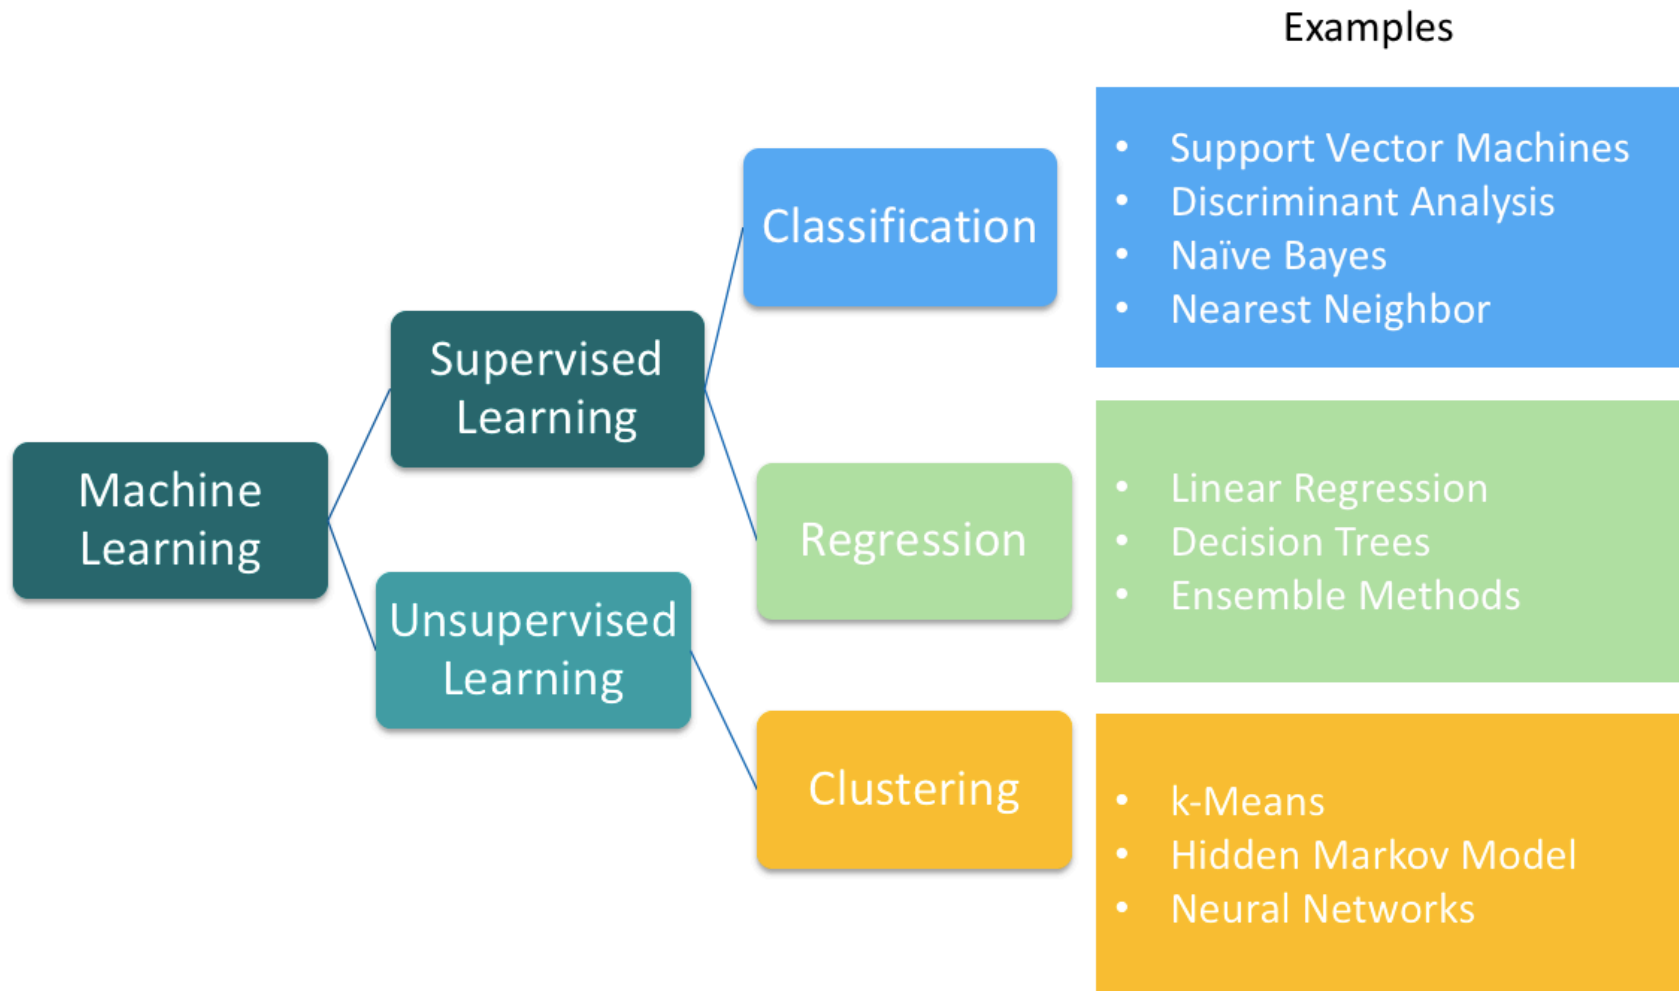 Examples
Machine
Learning
Supervised
Learning
Unsupervised
Learning
Classification
Regression
Clustering
• Support Vector Machines
• Discriminant Analysis
• Naïve Bayes
• Nearest Neighbor
• Linear Regression
• Decision Trees
• Ensemble Methods
• k-Means
• Hidden Markov Model
• Neural Networks